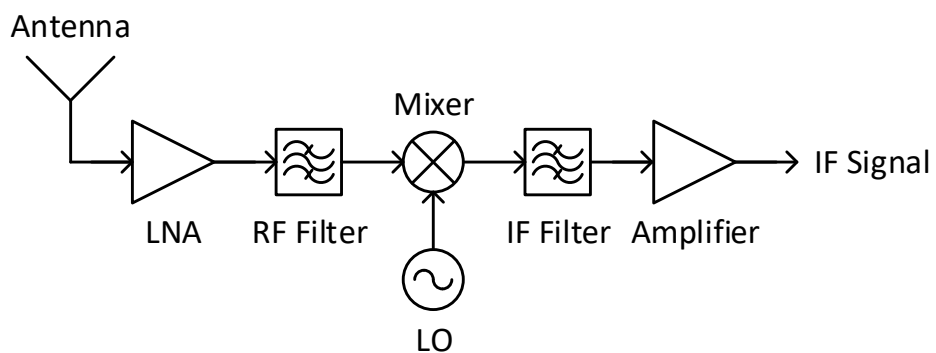 Antenna
Mixer
IF Signal
LNA
RF Filter
IF Filter
Amplifier
LO